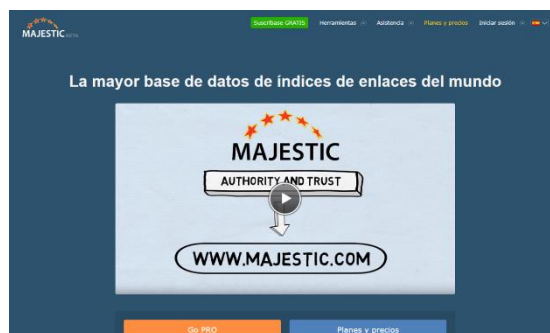 MAJESTIC BETA
Suscríbase GRATIS Herramientas Asistencia Planes y precios Iniciar sesión
La mayor base de datos de índices de enlaces del mundo
MAJESTIC
AUTHORITY AND TRUST
WWW.MAJESTIC.COM
Go PRO Planes y precios